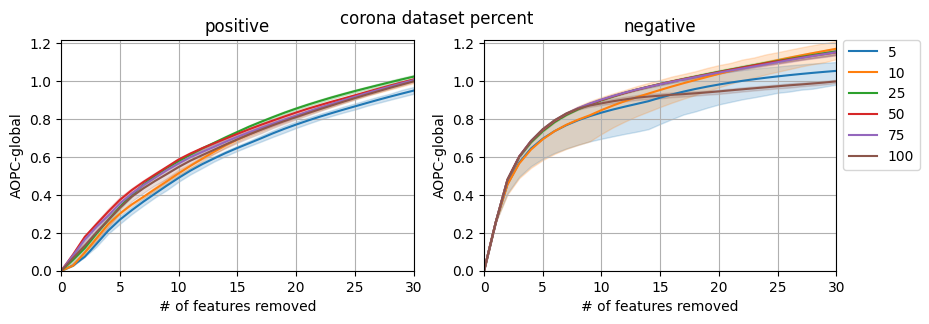 corona dataset percent
positive
AOPC-global
1.2
1.0
0.8
0.6
0.4
0.2
0.0
0 5 10 15 20 25 30
# of features removed
negative
AOPC-global
1.2
1.0
0.8
0.6
0.4
0.2
0.0
0 5 10 15 20 25 30
# of features removed
5
10
25
50
75
100